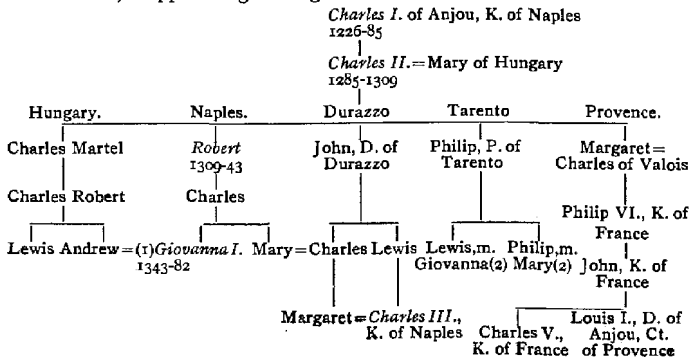 Charles I. of Anjou, K. of Naples
1226-85
Charles II.=Mary of Hungary
1285-1309
Hungary. Naples. Durazzo Tarento Provence.
Charles Martel Robert John, D. of Philip, P. of Margaret=
1309-43 Durazzo Tarento Charles of Valois
Charles Robert Charles
Philip VI., K. of
France
Lewis Andrew=(1)Giovanna I. Mary=Charles Lewis Lewis,m. Philip,m.
1343-82 Giovanna(2) Mary(2) John, K. of
France
Margaret=Charles III., Louis I., D. of
K. of Naples Charles V., Anjou, Ct.
K. of France of Provence